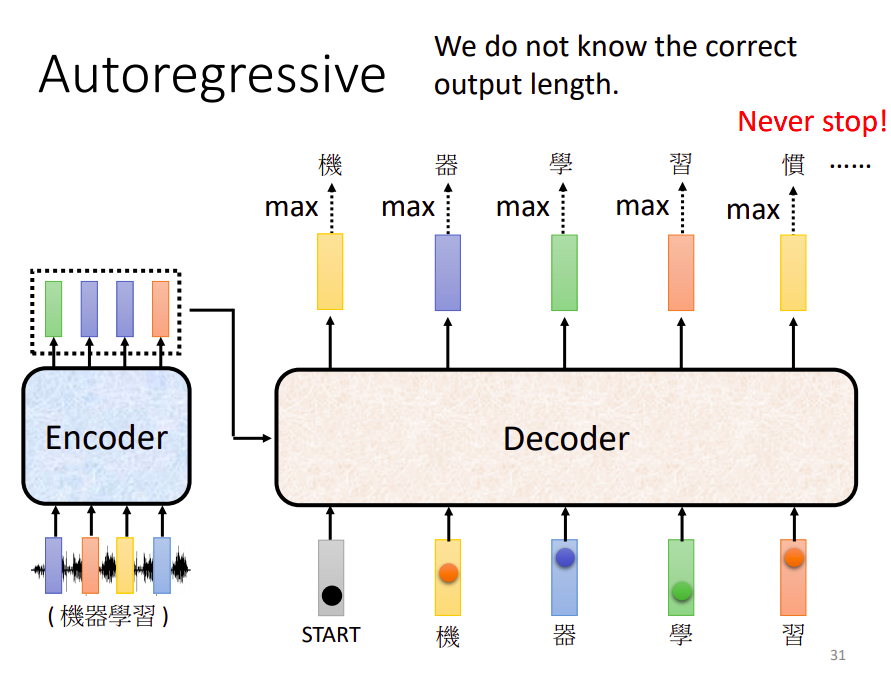 Autoregressive
We do not know the correct
output length.
Never stop!
機 器 學 習 慣 ……
max max max max max
Encoder
Decoder
( 機器學習 )
START 機 器 學 習
31